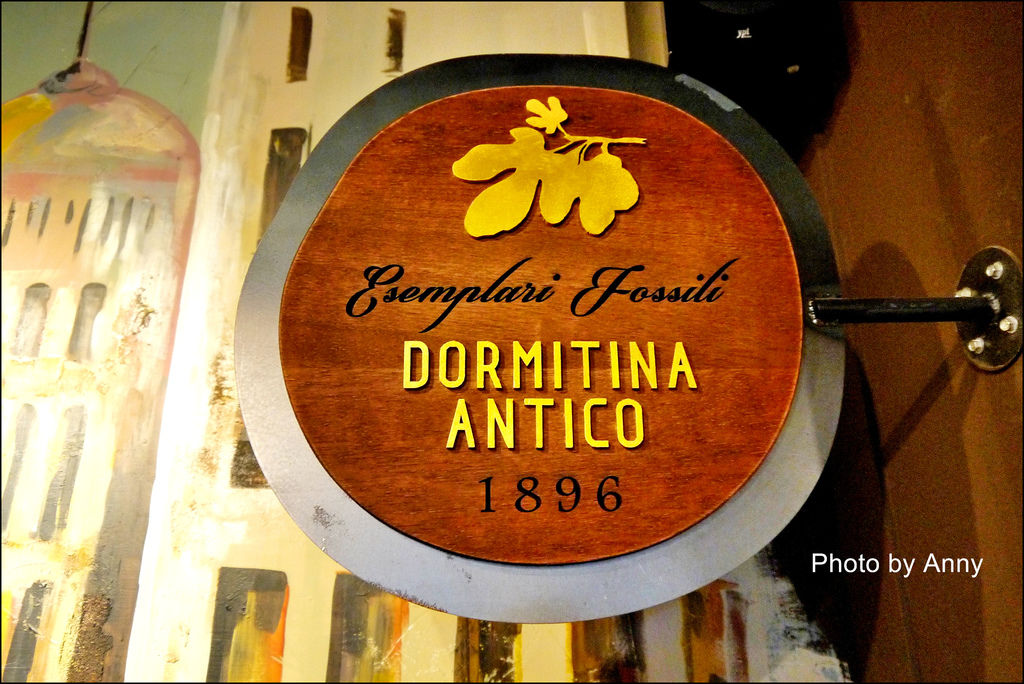 Esemplari Fossili
DORMITINA
ANTICO
1896
Photo by Anny